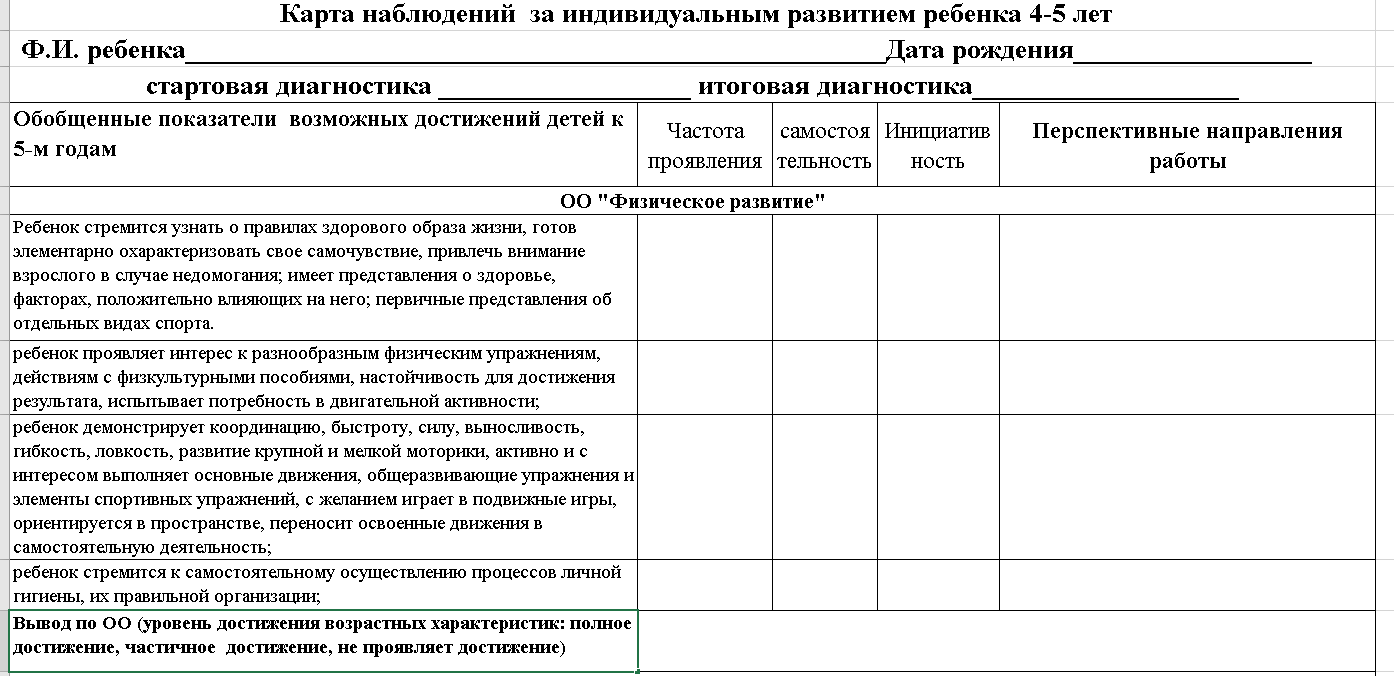 Карта наблюдений за индивидуальным развитием ребенка 4-5 лет
Ф.И. ребенка____________________Дата рождения__________
стартовая диагностика __________ итоговая диагностика__________
Обобщенные показатели возможных достижений детей к
5-м годам
Частота
проявления
самостоя
тельность
Инициатив
ность
Перспективные направления
работы
ОО "Физическое развитие"
Ребенок стремится узнать о правилах здорового образа жизни, готов
элементарно охарактеризовать свое самочувствие, привлечь внимание
взрослого в случае недомогания; имеет представления о здоровье,
факторах, положительно влияющих на него; первичные представления об
отдельных видах спорта.
ребенок проявляет интерес к разнообразным физическим упражнениям,
действиям с физкультурными пособиями, настойчивость для достижения
результата, испытывает потребность в двигательной активности;
ребенок демонстрирует координацию, быстроту, силу, выносливость,
гибкость, ловкость, развитие крупной и мелкой моторики, активно и с
интересом выполняет основные движения, общеразвивающие упражнения и
элементы спортивных упражнений, с желанием играет в подвижные игры,
ориентируется в пространстве, переносит освоенные движения в
самостоятельную деятельность;
ребенок стремится к самостоятельному осуществлению процессов личной
гигиены, их правильной организации;
Вывод по ОО (уровень достижения возрастных характеристик: полное
достижение, частичное достижение, не проявляет достижение)